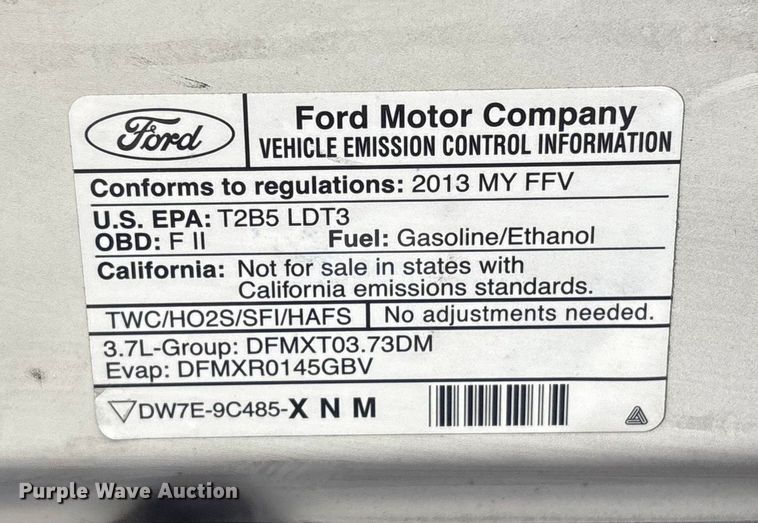 Ford
Ford Motor Company
VEHICLE EMISSION CONTROL INFORMATION
Conforms to regulations: 2013 MY FFV
U.S. EPA: T2B5 LDT3
OBD: F II Fuel: Gasoline/Ethanol
California: Not for sale in states with
California emissions standards.
TWC/HO2S/SFI/HAFS No adjustments needed.
3.7L-Group: DFMXT03.73DM
Evap: DFMXR0145GBV
DW7E-9C485-X N M
Purple Wave Auction